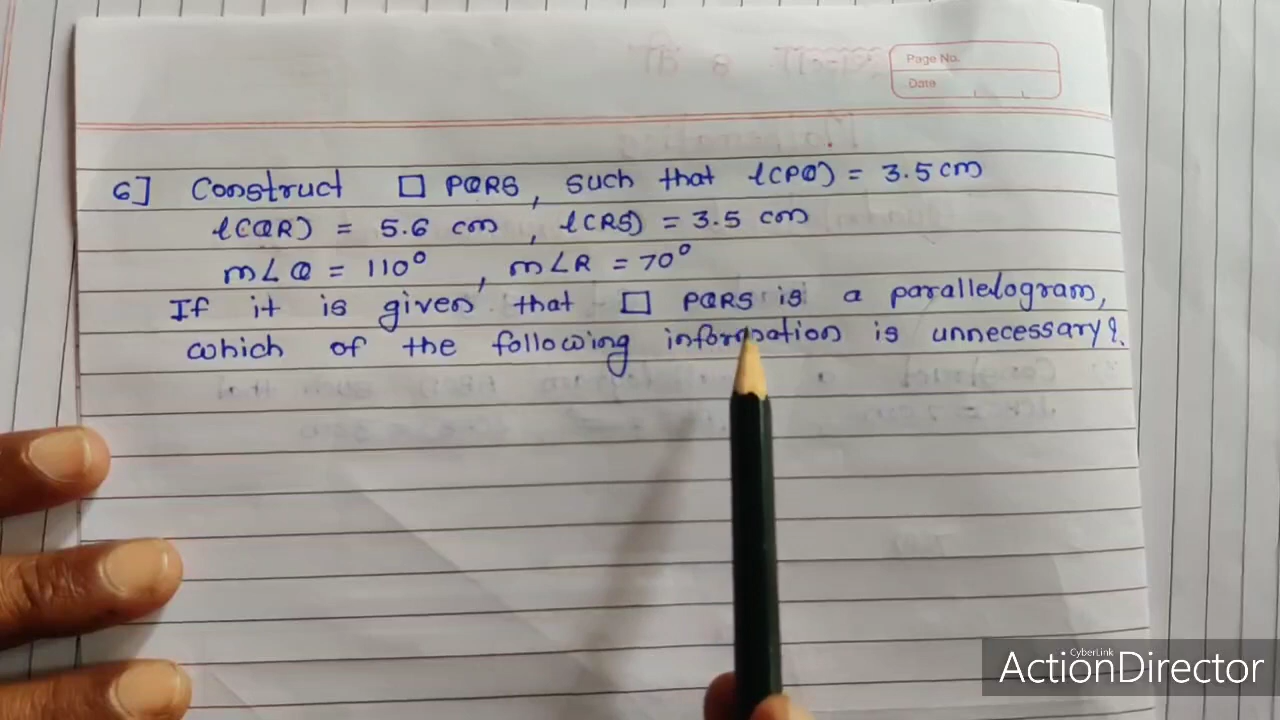 Page No.
Date
6] Construct □ PQRS, such that l(PQ) = 3.5 cm
l(QR) = 5.6 cm, l(RS) = 3.5 cm
m∠Q = 110°, m∠R = 70°
If it is given that □ PQRS is a parallelogram,
which of the following information is unnecessary?
CyberLink
ActionDirector